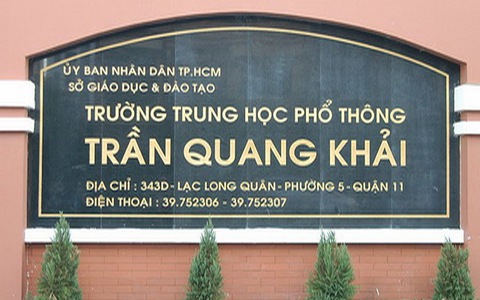 ỦY BAN NHÂN DÂN TP.HCM
SỞ GIÁO DỤC & ĐÀO TẠO
TRƯỜNG TRUNG HỌC PHỔ THÔNG
TRẦN QUANG KHẢI
ĐỊA CHỈ : 343D - LẠC LONG QUÂN - PHƯỜNG 5 - QUẬN 11
ĐIỆN THOẠI : 39.752306 - 39.752307